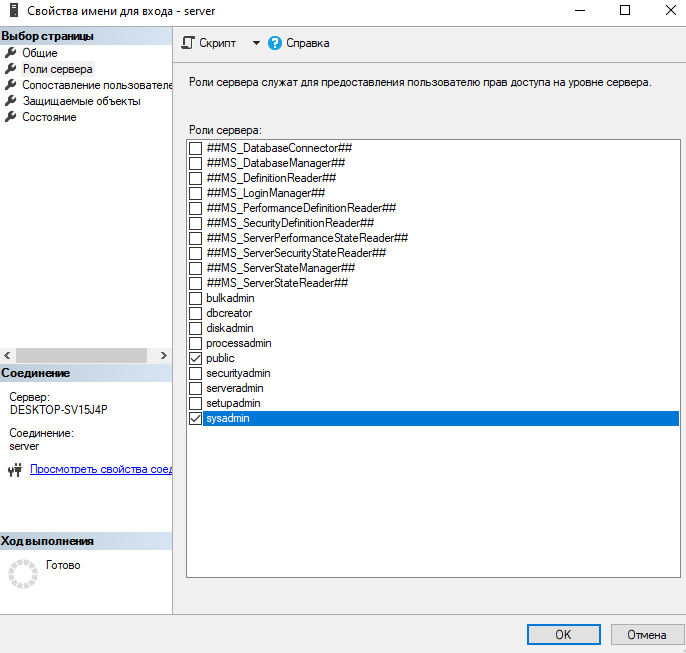 Свойства имени для входа - server
Выбор страницы
Общие
Роли сервера
Сопоставление пользователе
Защищаемые объекты
Состояние
Скрипт
Справка
Роли сервера служат для предоставления пользователю прав доступа на уровне сервера.
Роли сервера:
##MS_DatabaseConnector##
##MS_DatabaseManager##
##MS_DefinitionReader##
##MS_LoginManager##
##MS_PerformanceDefinitionReader##
##MS_SecurityDefinitionReader##
##MS_ServerPerformanceStateReader##
##MS_ServerSecurityStateReader##
##MS_ServerStateManager##
##MS_ServerStateReader##
bulkadmin
dbcreator
diskadmin
processadmin
public
securityadmin
serveradmin
setupadmin
sysadmin
Соединение
Сервер:
DESKTOP-SV15J4P
Соединение:
server
Просмотреть свойства соед
Ход выполнения
Готово
OK
Отмена